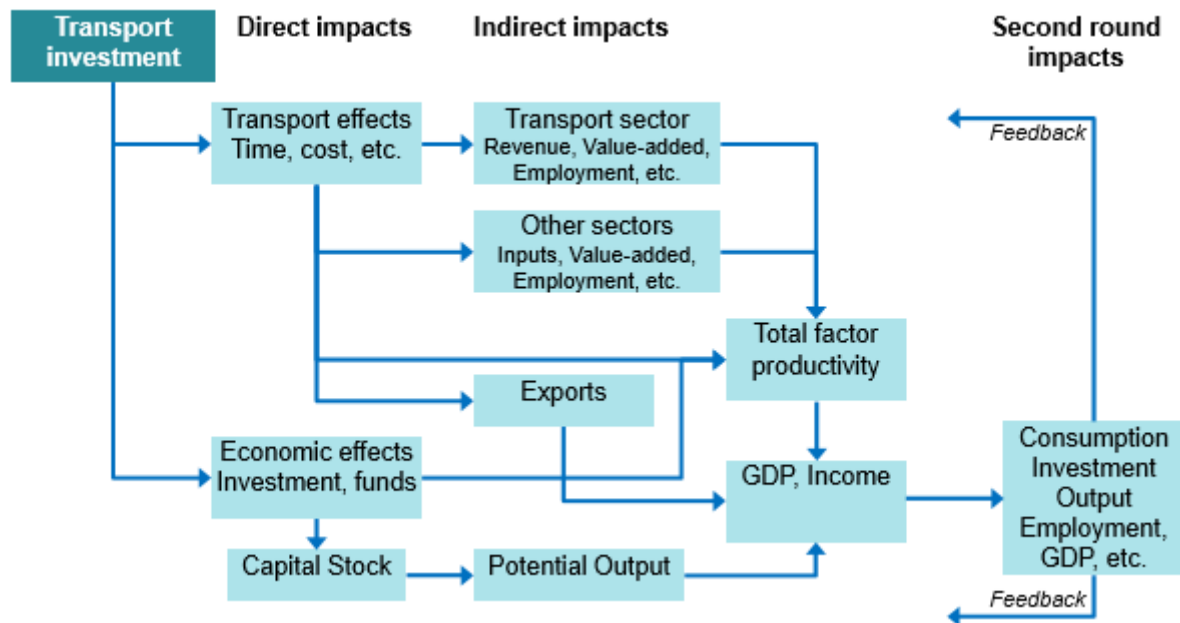 Transport
investment
Direct impacts
Indirect impacts
Second round
impacts
Transport effects
Time, cost, etc.
Transport sector
Revenue, Value-added,
Employment, etc.
Feedback
Other sectors
Inputs, Value-added,
Employment, etc.
Total factor
productivity
Exports
Economic effects
Investment, funds
GDP, Income
Consumption
Investment
Output
Employment,
GDP, etc.
Capital Stock
Potential Output
Feedback